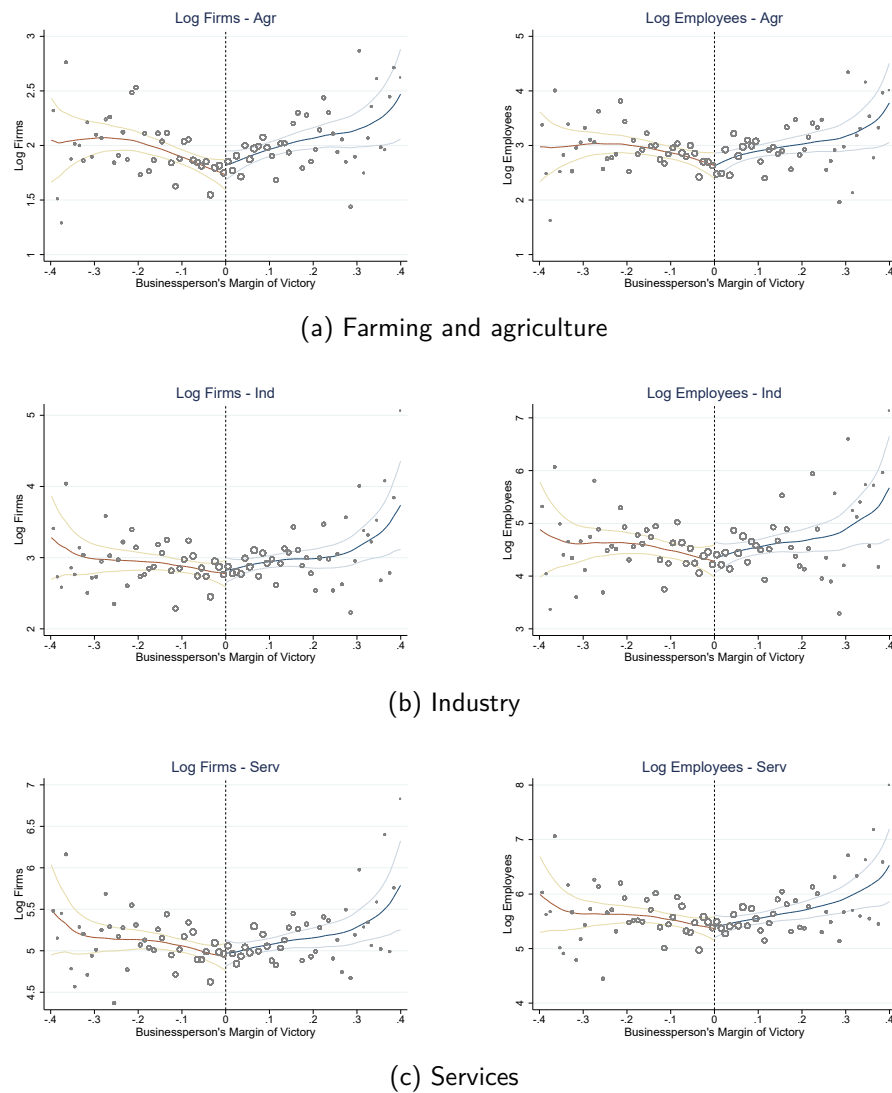 Log Firms - Agr
Log Firms
3
2.5
2
1.5
1
-.4 -.3 -.2 -.1 0 .1 .2 .3 .4
Businessperson's Margin of Victory
Log Employees - Agr
Log Employees
5
4
3
2
1
-.4 -.3 -.2 -.1 0 .1 .2 .3 .4
Businessperson's Margin of Victory
(a) Farming and agriculture
Log Firms - Ind
Log Firms
5
4
3
2
-.4 -.3 -.2 -.1 0 .1 .2 .3 .4
Businessperson's Margin of Victory
Log Employees - Ind
Log Employees
7
6
5
4
3
-.4 -.3 -.2 -.1 0 .1 .2 .3 .4
Businessperson's Margin of Victory
(b) Industry
Log Firms - Serv
Log Firms
7
6.5
6
5.5
5
4.5
-.4 -.3 -.2 -.1 0 .1 .2 .3 .4
Businessperson's Margin of Victory
Log Employees - Serv
Log Employees
8
7
6
5
4
-.4 -.3 -.2 -.1 0 .1 .2 .3 .4
Businessperson's Margin of Victory
(c) Services